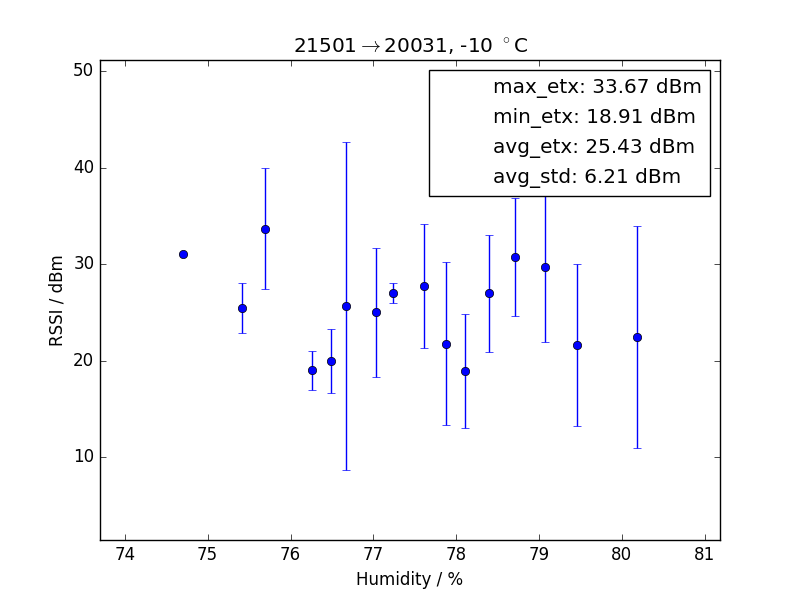 21501→20031, -10 °C
max_etx: 33.67 dBm
min_etx: 18.91 dBm
avg_etx: 25.43 dBm
avg_std: 6.21 dBm
50
40
30
20
10
RSSI / dBm
74 75 76 77 78 79 80 81
Humidity / %